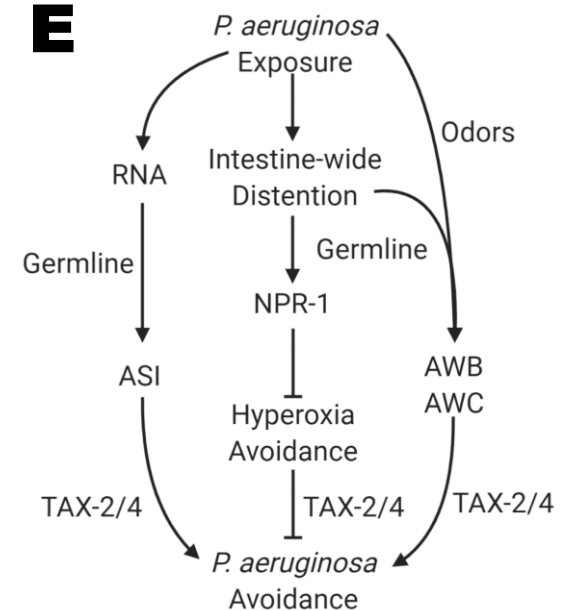 E
P. aeruginosa
Exposure
Odors
RNA
Intestine-wide
Distention
Germline
Germline
NPR-1
ASI
AWB
AWC
Hyperoxia
Avoidance
TAX-2/4
TAX-2/4
TAX-2/4
P. aeruginosa
Avoidance